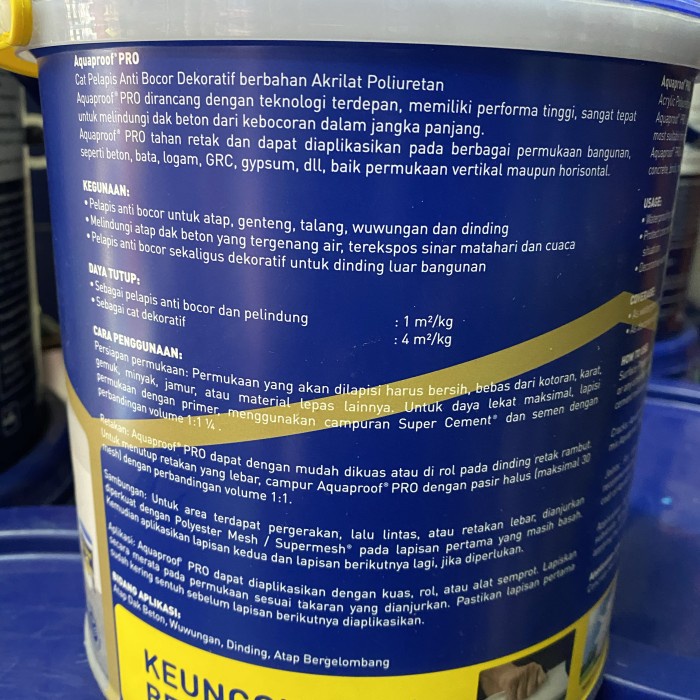 Aquaproof® PRO
Cat Pelapis Anti Bocor Dekoratif berbahan Akrilat Poliuretan
Aquaproof® PRO dirancang dengan teknologi terdepan, memiliki performa tinggi, sangat tepat
untuk melindungi dak beton dari kebocoran dalam jangka panjang.
Aquaproof® PRO tahan retak dan dapat diaplikasikan pada berbagai permukaan bangunan,
seperti beton, bata, logam, GRC, gypsum, dll, baik permukaan vertikal maupun horisontal.
KEGUNAAN:
• Pelapis anti bocor untuk atap, genteng, talang, wuwungan dan dinding
• Melindungi atap dak beton yang tergenang air, terekspos sinar matahari dan cuaca
• Pelapis anti bocor sekaligus dekoratif untuk dinding luar bangunan
DAYA TUTUP:
• Sebagai pelapis anti bocor dan pelindung : 1 m²/kg
• Sebagai cat dekoratif : 4 m²/kg
CARA PENGGUNAAN:
Persiapan permukaan: Permukaan yang akan dilapisi harus bersih, bebas dari kotoran, karat,
gemuk, minyak, jamur, atau material lepas lainnya. Untuk daya lekat maksimal, lapisi
permukaan dengan primer, menggunakan campuran Super Cement® dan semen dengan
perbandingan volume 1:1 ¼.
Retakan: Aquaproof® PRO dapat dengan mudah dikuas atau di rol pada dinding retak rambut.
Untuk menutup retakan yang lebar, campur Aquaproof® PRO dengan pasir halus (maksimal 30
mesh) dengan perbandingan volume 1:1.
Sambungan: Untuk area terdapat pergerakan, lalu lintas, atau retakan lebar, dianjurkan
diperkuat dengan Polyester Mesh / Supermesh® pada lapisan pertama yang masih basah.
Kemudian aplikasikan lapisan kedua dan lapisan berikutnya lagi, jika diperlukan.
Aplikasi: Aquaproof® PRO dapat diaplikasikan dengan kuas, rol, atau alat semprot. Lapiskan
secara merata pada permukaan sesuai takaran yang dianjurkan. Pastikan lapisan pertama
sudah kering sentuh sebelum lapisan berikutnya diaplikasikan.
BIDANG APLIKASI:
Atap Dak Beton, Wuwungan, Dinding, Atap Bergelombang
Aquaproof®
Acrylic
Aquaproof®
most
Aquaproof®
concrete,
USAGE:
COVERAGE:
HOW TO